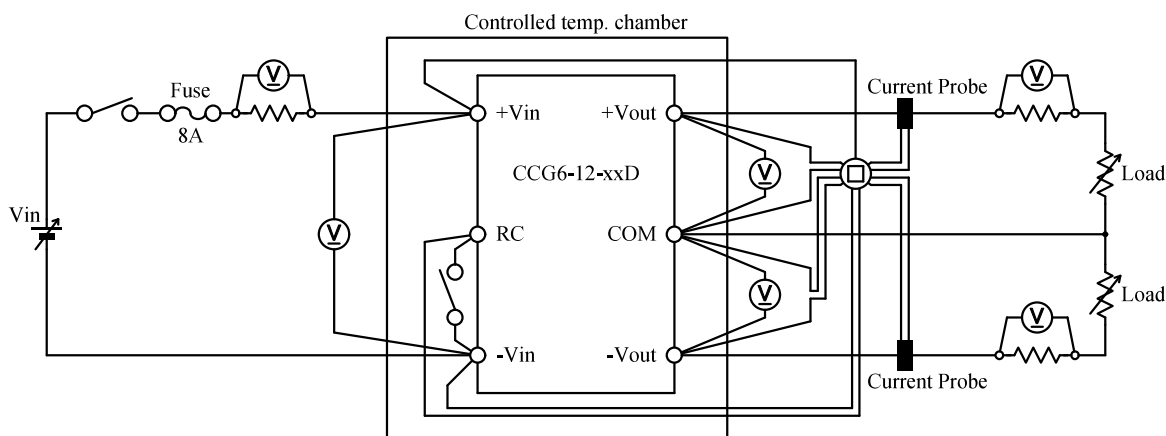 Controlled temp. chamber
Fuse
8A
Vin
V
V
+Vin
RC
-Vin
CCG6-12-xxD
+Vout
COM
-Vout
V
V
Current Probe
V
Load
Load
V
Current Probe